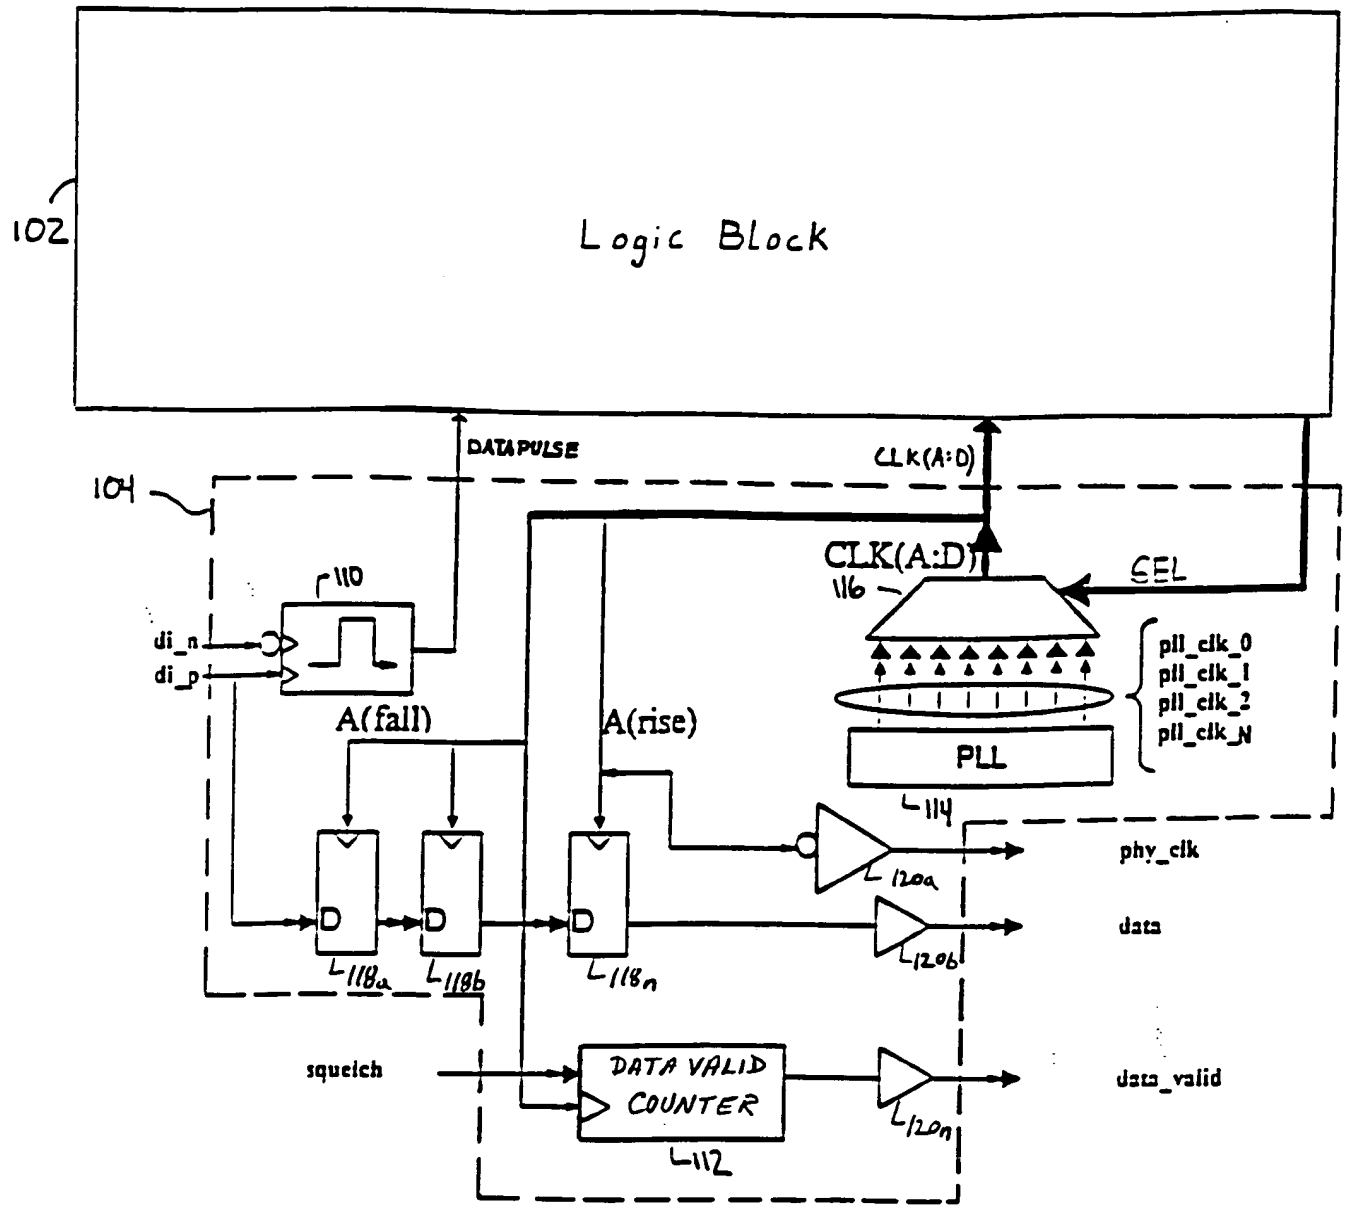 102
Logic Block
DATAPULSE
CLK(A:D)
104
CLK(A:D)
116
SEL
110
di_n
di_p
pll_clk_0
pll_clk_1
pll_clk_2
pll_clk_N
A(fall)
A(rise)
PLL
114
phy_clk
120a
D
D
D
data
120b
118a
118b
118n
squelch
DATA VALID
COUNTER
data_valid
120n
112